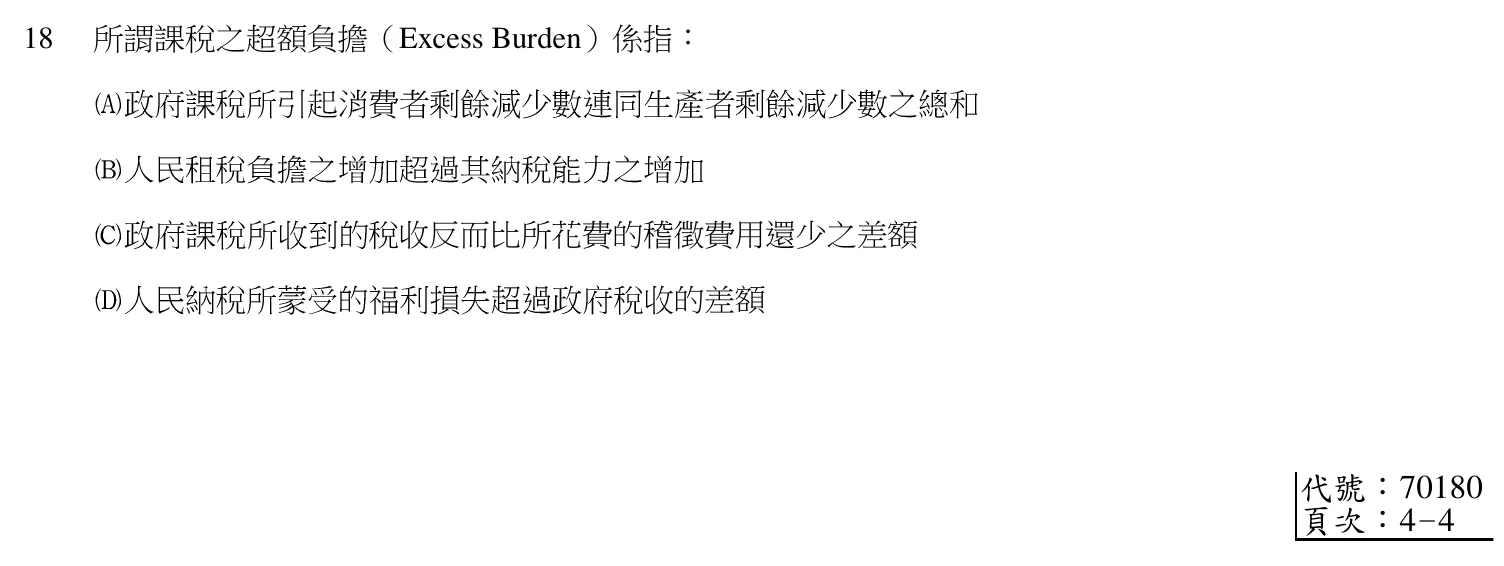 18 所謂課稅之超額負擔（Excess Burden）係指：
(A)政府課稅所引起消費者剩餘減少數連同生產者剩餘減少數之總和
(B)人民租稅負擔之增加超過其納稅能力之增加
(C)政府課稅所收到的稅收反而比所花費的稽徵費用還少之差額
(D)人民納稅所蒙受的福利損失超過政府稅收的差額
代號：70180
頁次：4－4